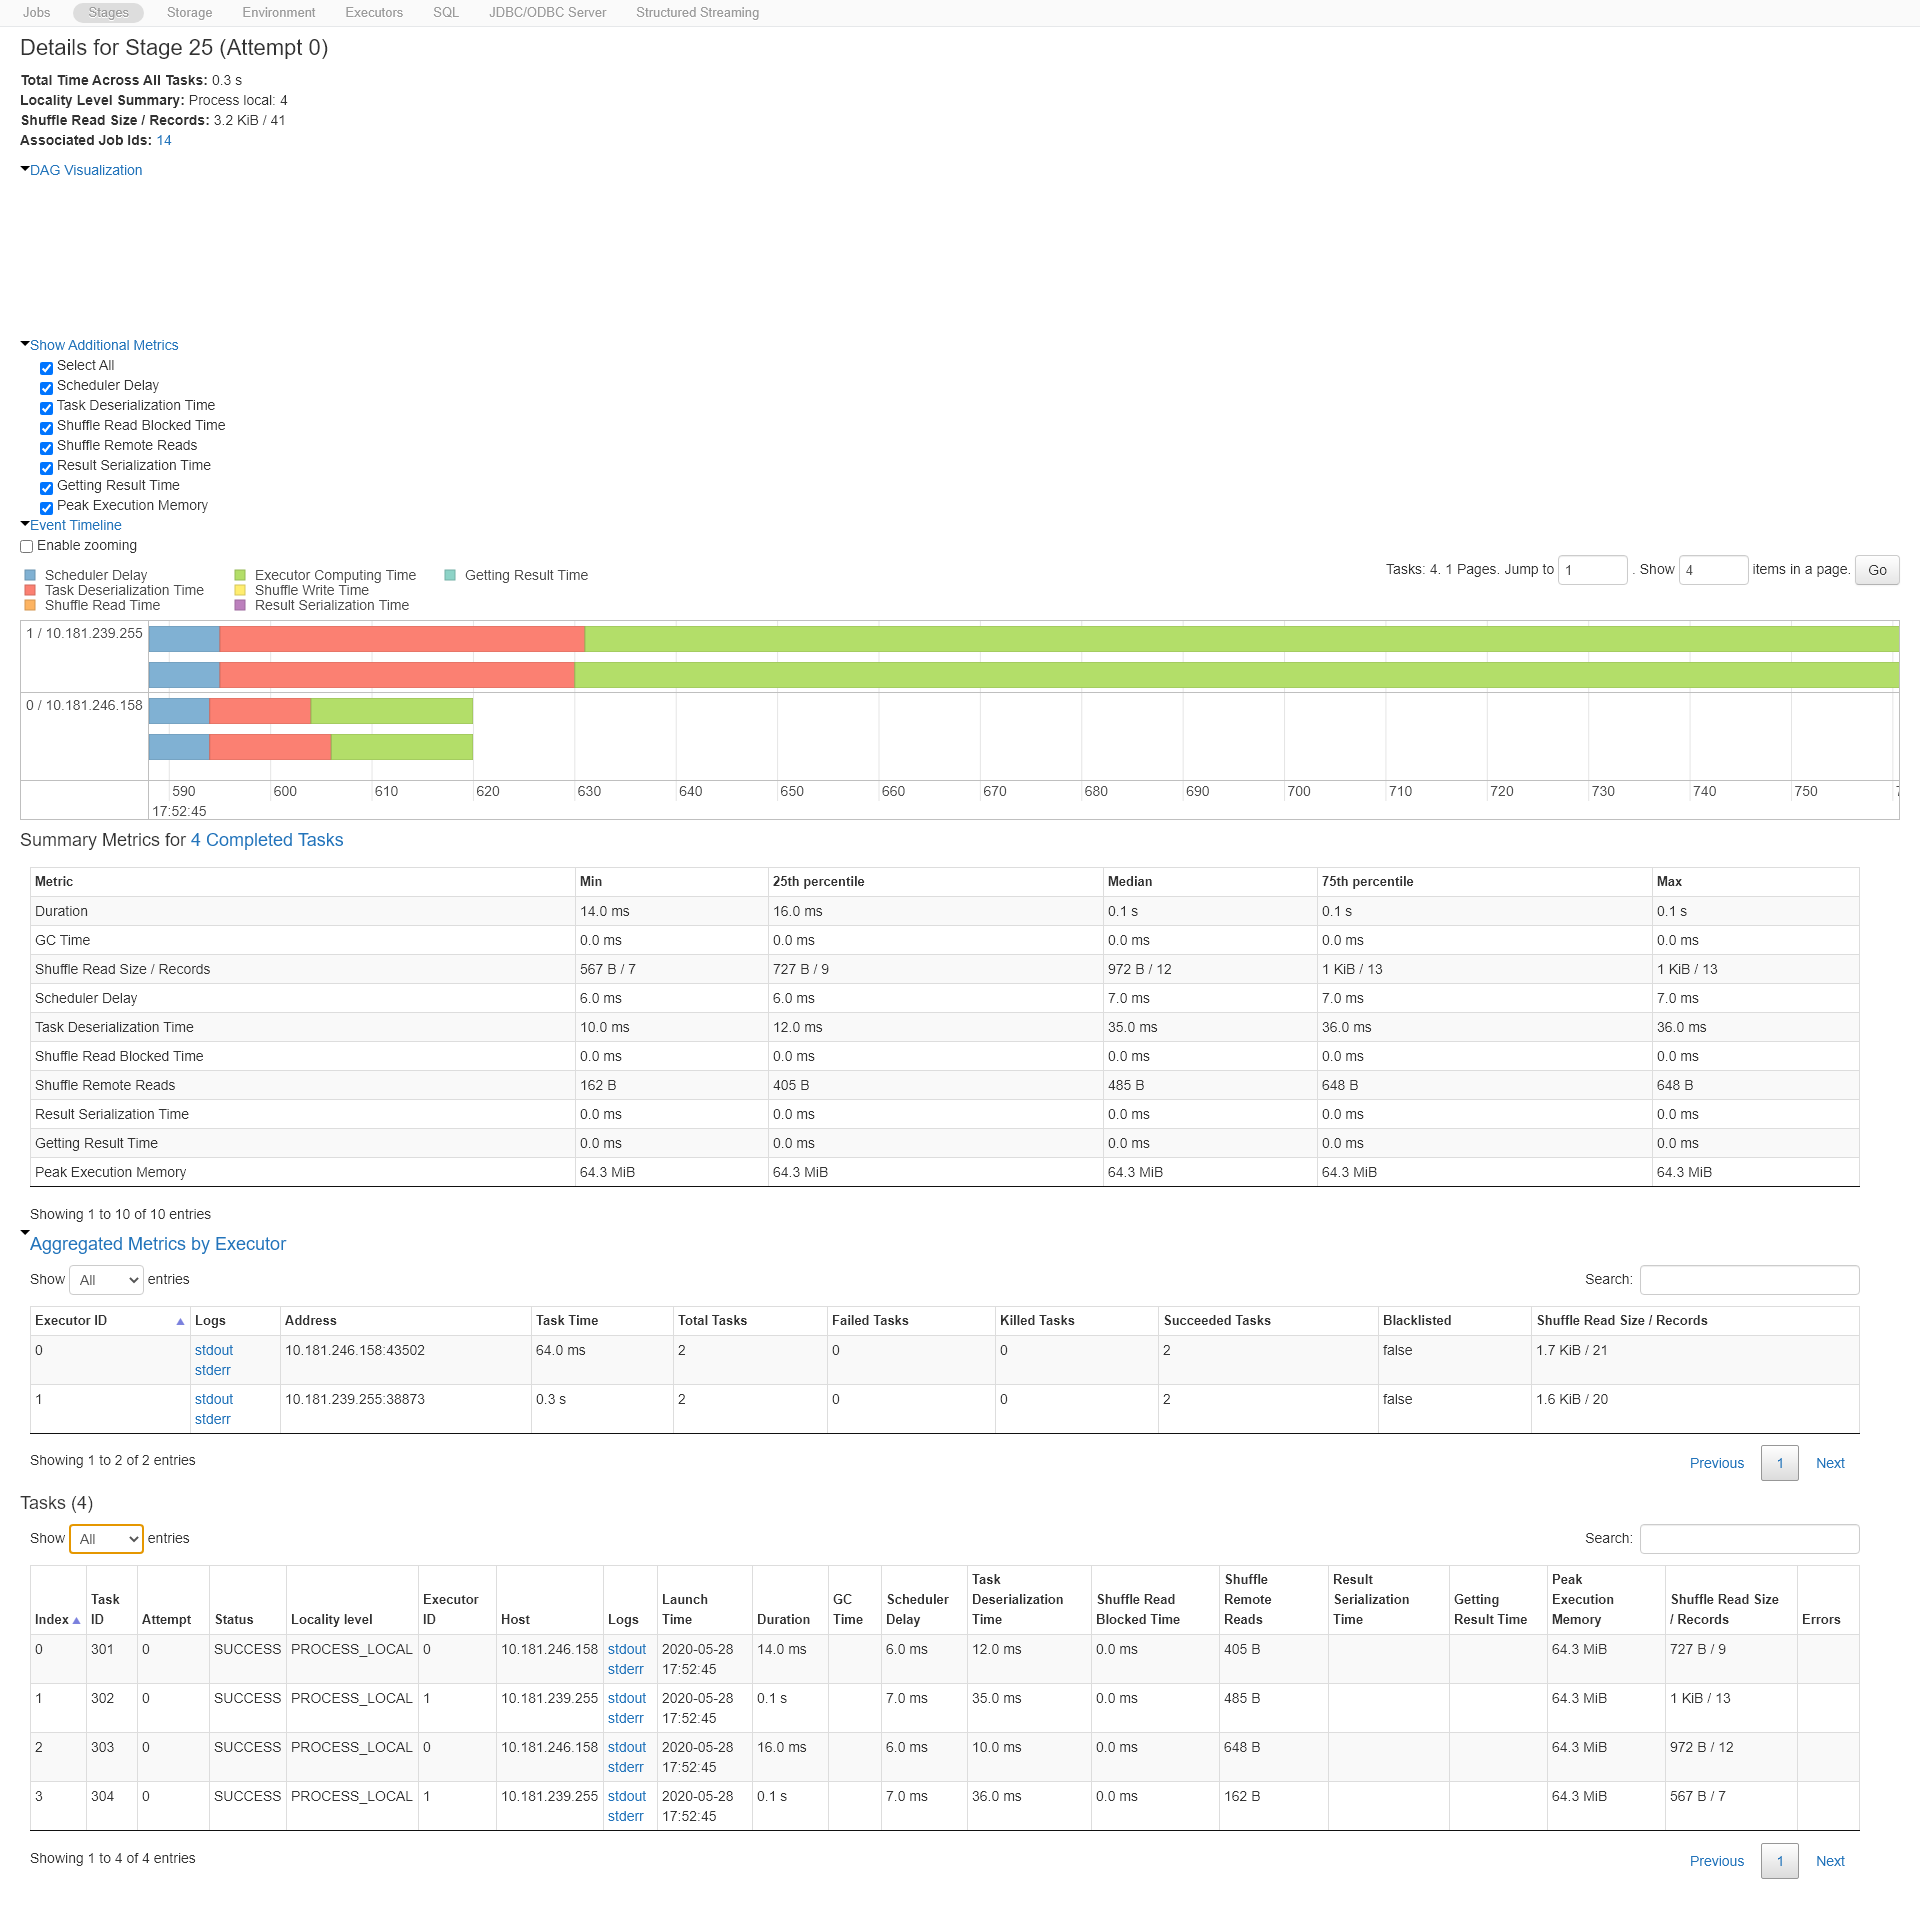 Jobs Stages Storage Environment Executors SQL JDBC/ODBC Server Structured Streaming
Details for Stage 25 (Attempt 0)
Total Time Across All Tasks: 0.3 s
Locality Level Summary: Process local: 4
Shuffle Read Size / Records: 3.2 KiB / 41
Associated Job Ids: 14
DAG Visualization
Show Additional Metrics
Select All
Scheduler Delay
Task Deserialization Time
Shuffle Read Blocked Time
Shuffle Remote Reads
Result Serialization Time
Getting Result Time
Peak Execution Memory
Event Timeline
Enable zooming
Tasks: 4. 1 Pages. Jump to 1 . Show 4 items in a page. Go
Scheduler Delay Executor Computing Time Getting Result Time
Task Deserialization Time Shuffle Write Time
Shuffle Read Time Result Serialization Time
1 / 10.181.239.255
0 / 10.181.246.158
590 600 610 620 630 640 650 660 670 680 690 700 710 720 730 740 750
17:52:45
Summary Metrics for 4 Completed Tasks
Metric Min 25th percentile Median 75th percentile Max
Duration 14.0 ms 16.0 ms 0.1 s 0.1 s 0.1 s
GC Time 0.0 ms 0.0 ms 0.0 ms 0.0 ms 0.0 ms
Shuffle Read Size / Records 567 B / 7 727 B / 9 972 B / 12 1 KiB / 13 1 KiB / 13
Scheduler Delay 6.0 ms 6.0 ms 7.0 ms 7.0 ms 7.0 ms
Task Deserialization Time 10.0 ms 12.0 ms 35.0 ms 36.0 ms 36.0 ms
Shuffle Read Blocked Time 0.0 ms 0.0 ms 0.0 ms 0.0 ms 0.0 ms
Shuffle Remote Reads 162 B 405 B 485 B 648 B 648 B
Result Serialization Time 0.0 ms 0.0 ms 0.0 ms 0.0 ms 0.0 ms
Getting Result Time 0.0 ms 0.0 ms 0.0 ms 0.0 ms 0.0 ms
Peak Execution Memory 64.3 MiB 64.3 MiB 64.3 MiB 64.3 MiB 64.3 MiB
Showing 1 to 10 of 10 entries
Aggregated Metrics by Executor
Show All entries Search:
Executor ID Logs Address Task Time Total Tasks Failed Tasks Killed Tasks Succeeded Tasks Blacklisted Shuffle Read Size / Records
0 stdout 10.181.246.158:43502 64.0 ms 2 0 0 2 false 1.7 KiB / 21
stderr
1 stdout 10.181.239.255:38873 0.3 s 2 0 0 2 false 1.6 KiB / 20
stderr
Showing 1 to 2 of 2 entries Previous 1 Next
Tasks (4)
Show All entries Search:
Task Shuffle Result Peak
Task Executor Launch GC Scheduler Deserialization Shuffle Read Remote Serialization Getting Execution Shuffle Read Size
Index ID Attempt Status Locality level ID Host Logs Time Duration Time Delay Time Blocked Time Reads Time Result Time Memory / Records Errors
0 301 0 SUCCESS PROCESS_LOCAL 0 10.181.246.158 stdout 2020-05-28 14.0 ms 6.0 ms 12.0 ms 0.0 ms 405 B 64.3 MiB 727 B / 9
stderr 17:52:45
1 302 0 SUCCESS PROCESS_LOCAL 1 10.181.239.255 stdout 2020-05-28 0.1 s 7.0 ms 35.0 ms 0.0 ms 485 B 64.3 MiB 1 KiB / 13
stderr 17:52:45
2 303 0 SUCCESS PROCESS_LOCAL 0 10.181.246.158 stdout 2020-05-28 16.0 ms 6.0 ms 10.0 ms 0.0 ms 648 B 64.3 MiB 972 B / 12
stderr 17:52:45
3 304 0 SUCCESS PROCESS_LOCAL 1 10.181.239.255 stdout 2020-05-28 0.1 s 7.0 ms 36.0 ms 0.0 ms 162 B 64.3 MiB 567 B / 7
stderr 17:52:45
Showing 1 to 4 of 4 entries Previous 1 Next